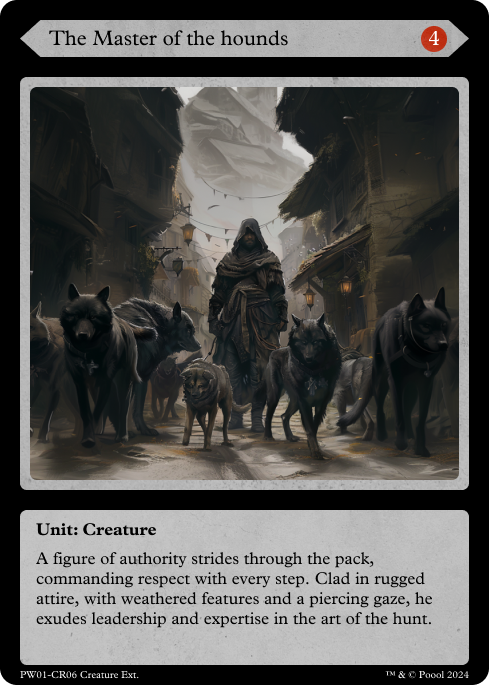 The Master of the hounds
4
Unit: Creature
A figure of authority strides through the pack,
commanding respect with every step. Clad in rugged
attire, with weathered features and a piercing gaze, he
exudes leadership and expertise in the art of the hunt.
PW01-CR06 Creature Ext.
™ & © Poool 2024